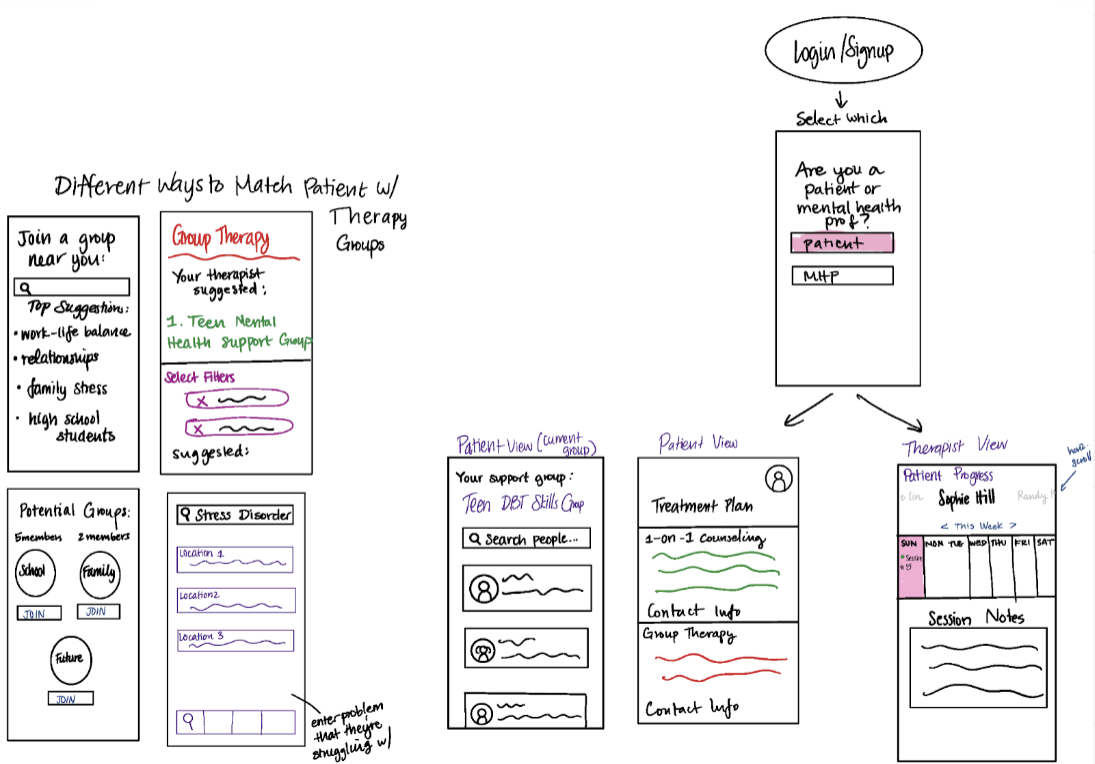 Login/Signup
Select which
Are you a
patient or
mental health
prof?
patient
MHP
Different Ways to Match Patient w/
Therapy
Groups
Join a group
near you:
Top Suggestions:
• work-life balance
• relationships
• family stress
• high school
students
Group Therapy
Your therapist
suggested:
1. Teen Mental
Health Support Group
Select Filters
x
x
suggested:
Potential Groups:
5 members
2 members
School
Family
JOIN
JOIN
Future
JOIN
Stress Disorder
Location 1
Location 2
Location 3
enter problem
that they're
struggling w/
Patient View (current
group)
Your support group:
Teen DBT Skills Group
Search people...
Patient View
Treatment Plan
1-on-1 Counseling
Contact Info
Group Therapy
Contact Info
Therapist View
Patient Progress
Sophie Hill
Randy
< This Week >
SUN MON TUE WED THU FRI SAT
Session Notes